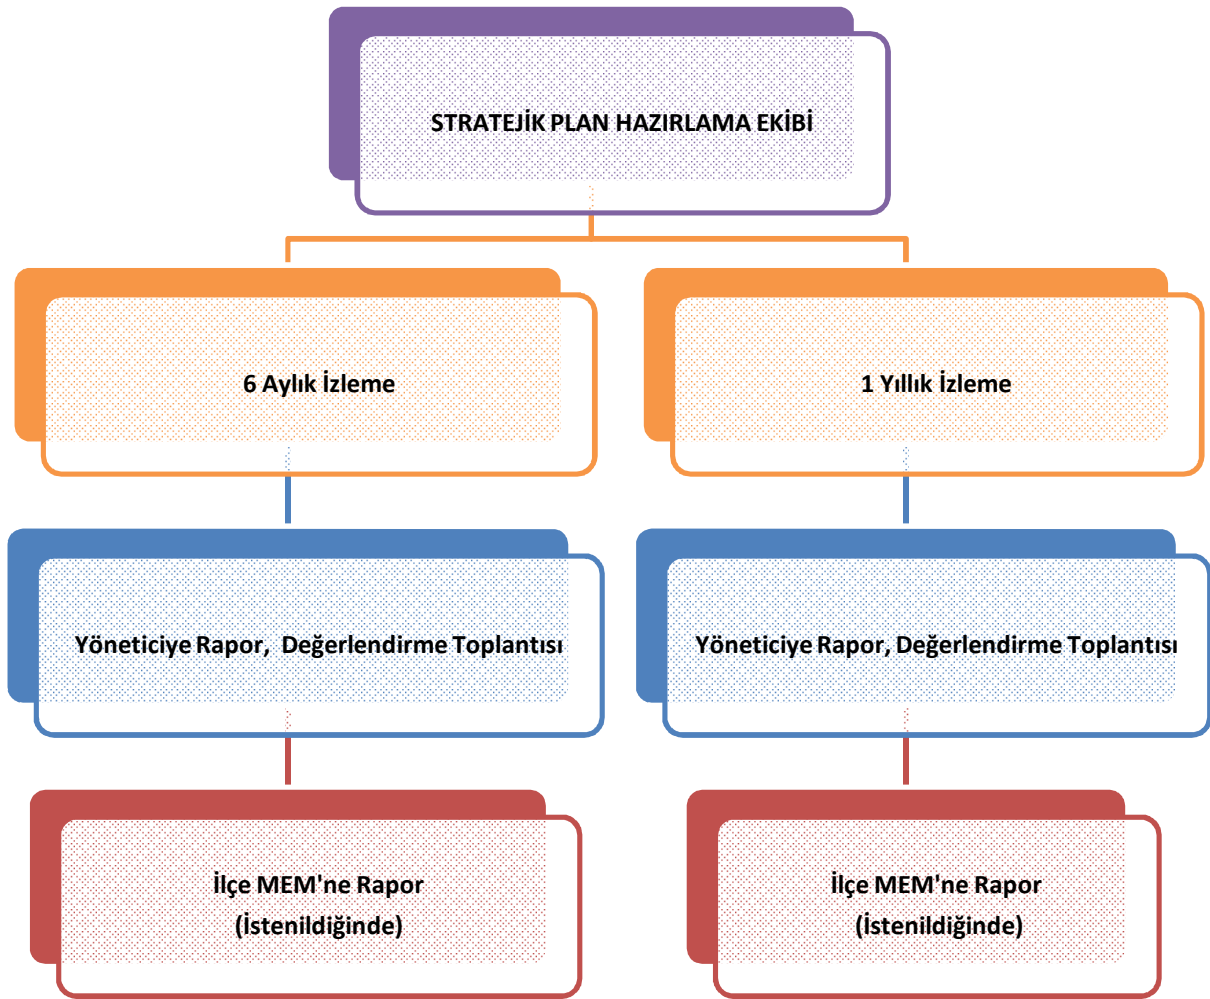 STRATEJİK PLAN HAZIRLAMA EKİBİ
6 Aylık İzleme
1 Yıllık İzleme
Yöneticiye Rapor, Değerlendirme Toplantısı
Yöneticiye Rapor, Değerlendirme Toplantısı
İlçe MEM'ne Rapor
(İstenildiğinde)
İlçe MEM'ne Rapor
(İstenildiğinde)